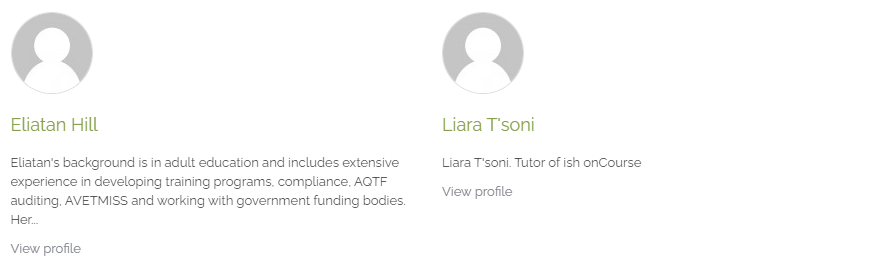 Eliatan Hill
Eliatan's background is in adult education and includes extensive
experience in developing training programs, compliance, AQTF
auditing, AVETMISS and working with government funding bodies.
Her...
View profile
Liara T'soni
Liara T'soni. Tutor of ish onCourse
View profile